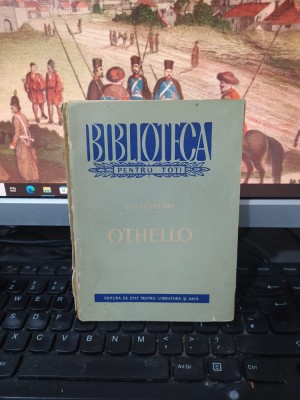 BIBLIOTECA
PENTRU TOȚI
SHAKESPEARE
OTHELLO
EDITURA DE STAT PENTRU LITERATURĂ ȘI ARTĂ